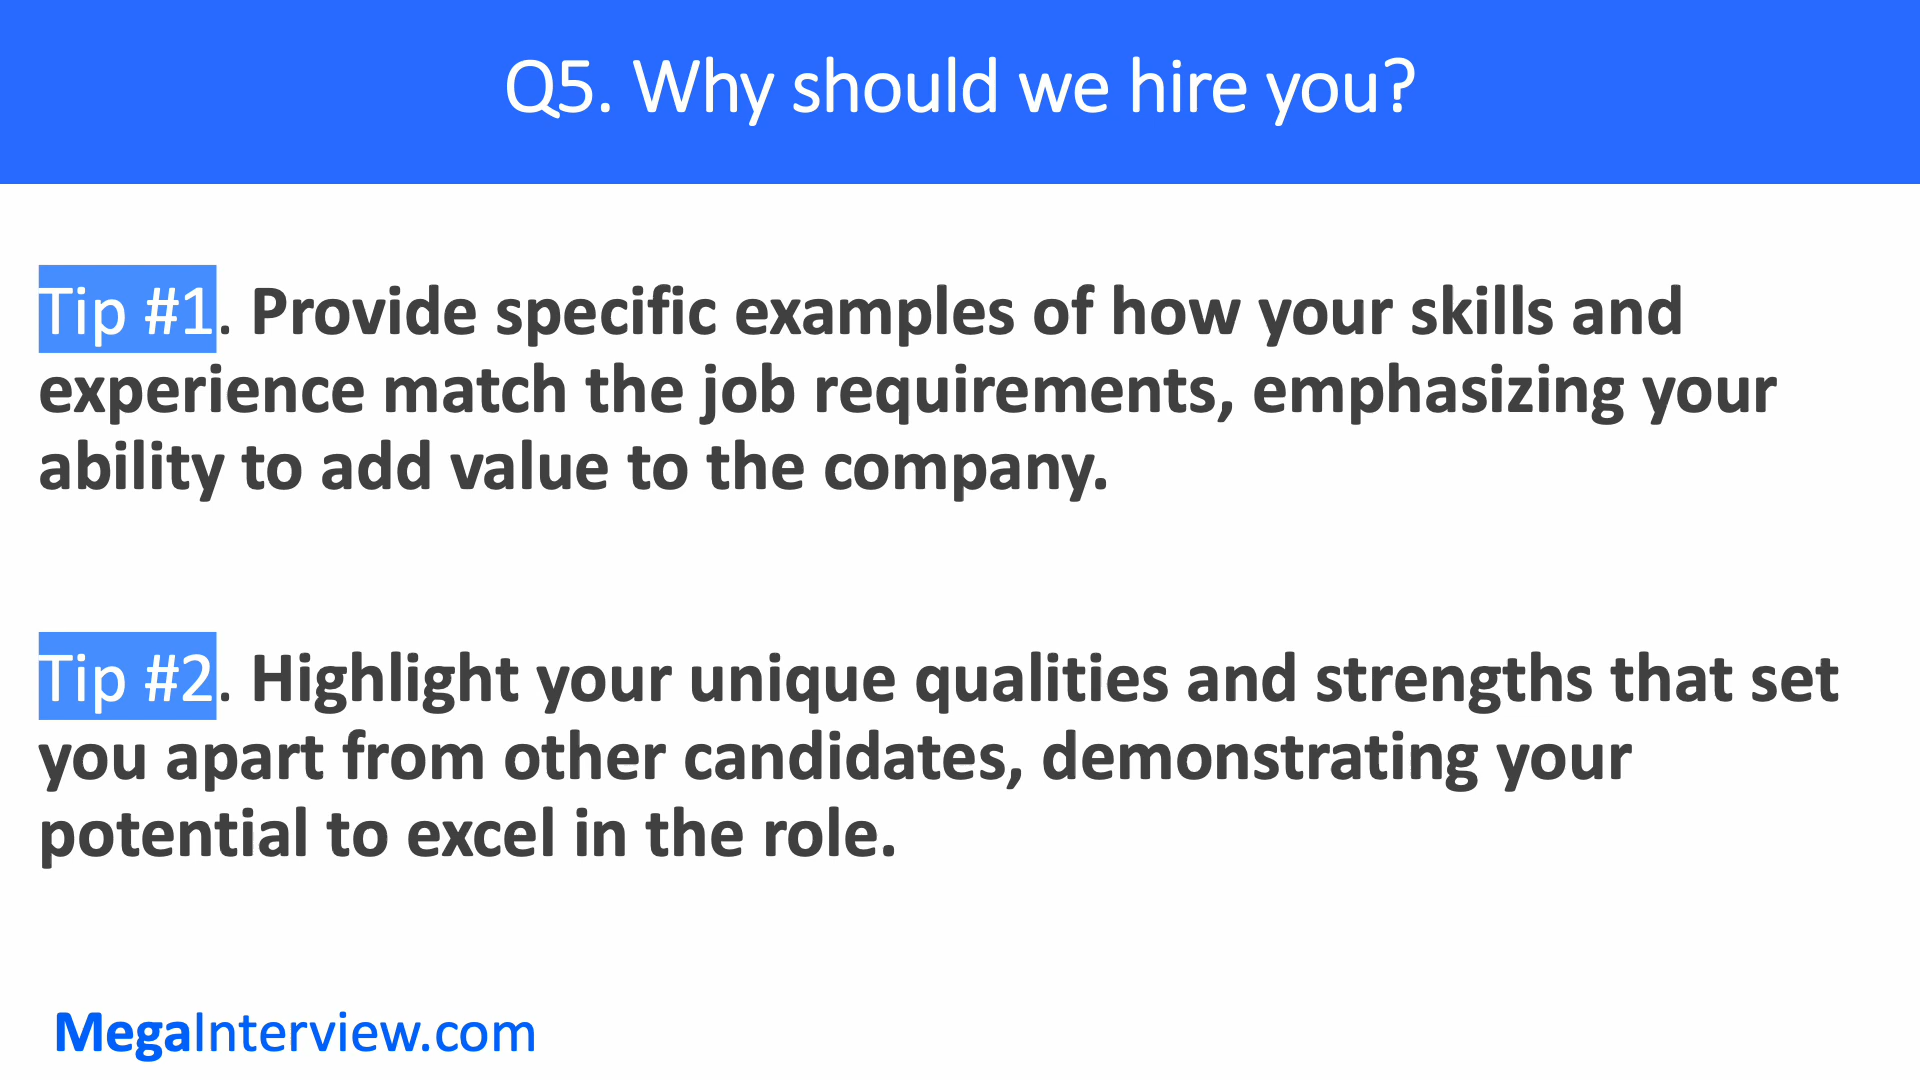 Q5. Why should we hire you?
Tip #1. Provide specific examples of how your skills and
experience match the job requirements, emphasizing your
ability to add value to the company.
Tip #2. Highlight your unique qualities and strengths that set
you apart from other candidates, demonstrating your
potential to excel in the role.
MegaInterview.com